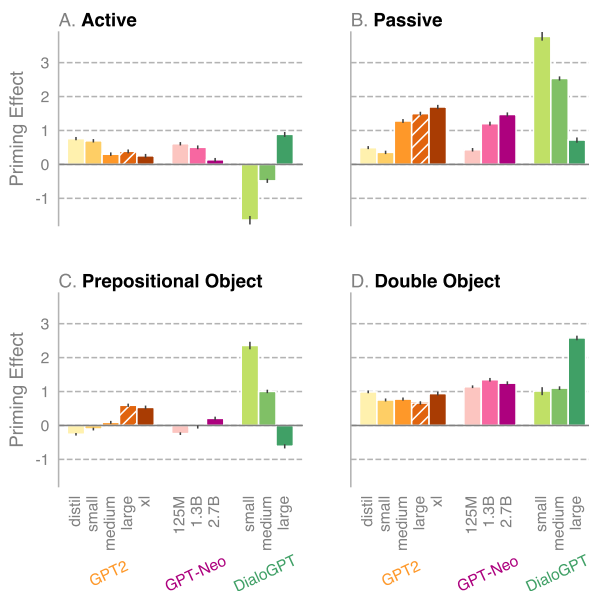 A. Active
B. Passive
Priming Effect
3
2
1
0
-1
C. Prepositional Object
D. Double Object
Priming Effect
3
2
1
0
-1
distil
small
medium
large
xl
125M
1.3B
2.7B
small
medium
large
distil
small
medium
large
xl
125M
1.3B
2.7B
small
medium
large
GPT2
GPT-Neo
DialoGPT
GPT2
GPT-Neo
DialoGPT